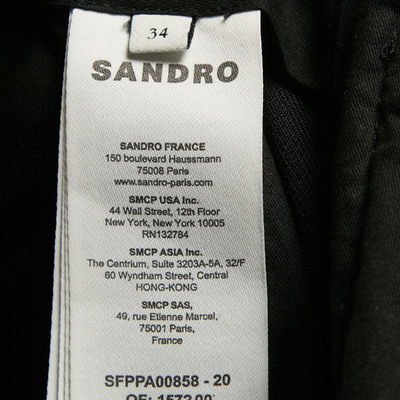 34
SANDRO
SANDRO FRANCE
150 boulevard Haussmann
75008 Paris
www.sandro-paris.com
SMCP USA Inc.
44 Wall Street, 12th Floor
New York, New York 10005
RN132784
SMCP ASIA Inc.
The Centrium, Suite 3203A-5A, 32/F
60 Wyndham Street, Central
HONG-KONG
SMCP SAS,
49, rue Etienne Marcel,
75001 Paris,
France
SFPPA00858 - 20
OF: 157200